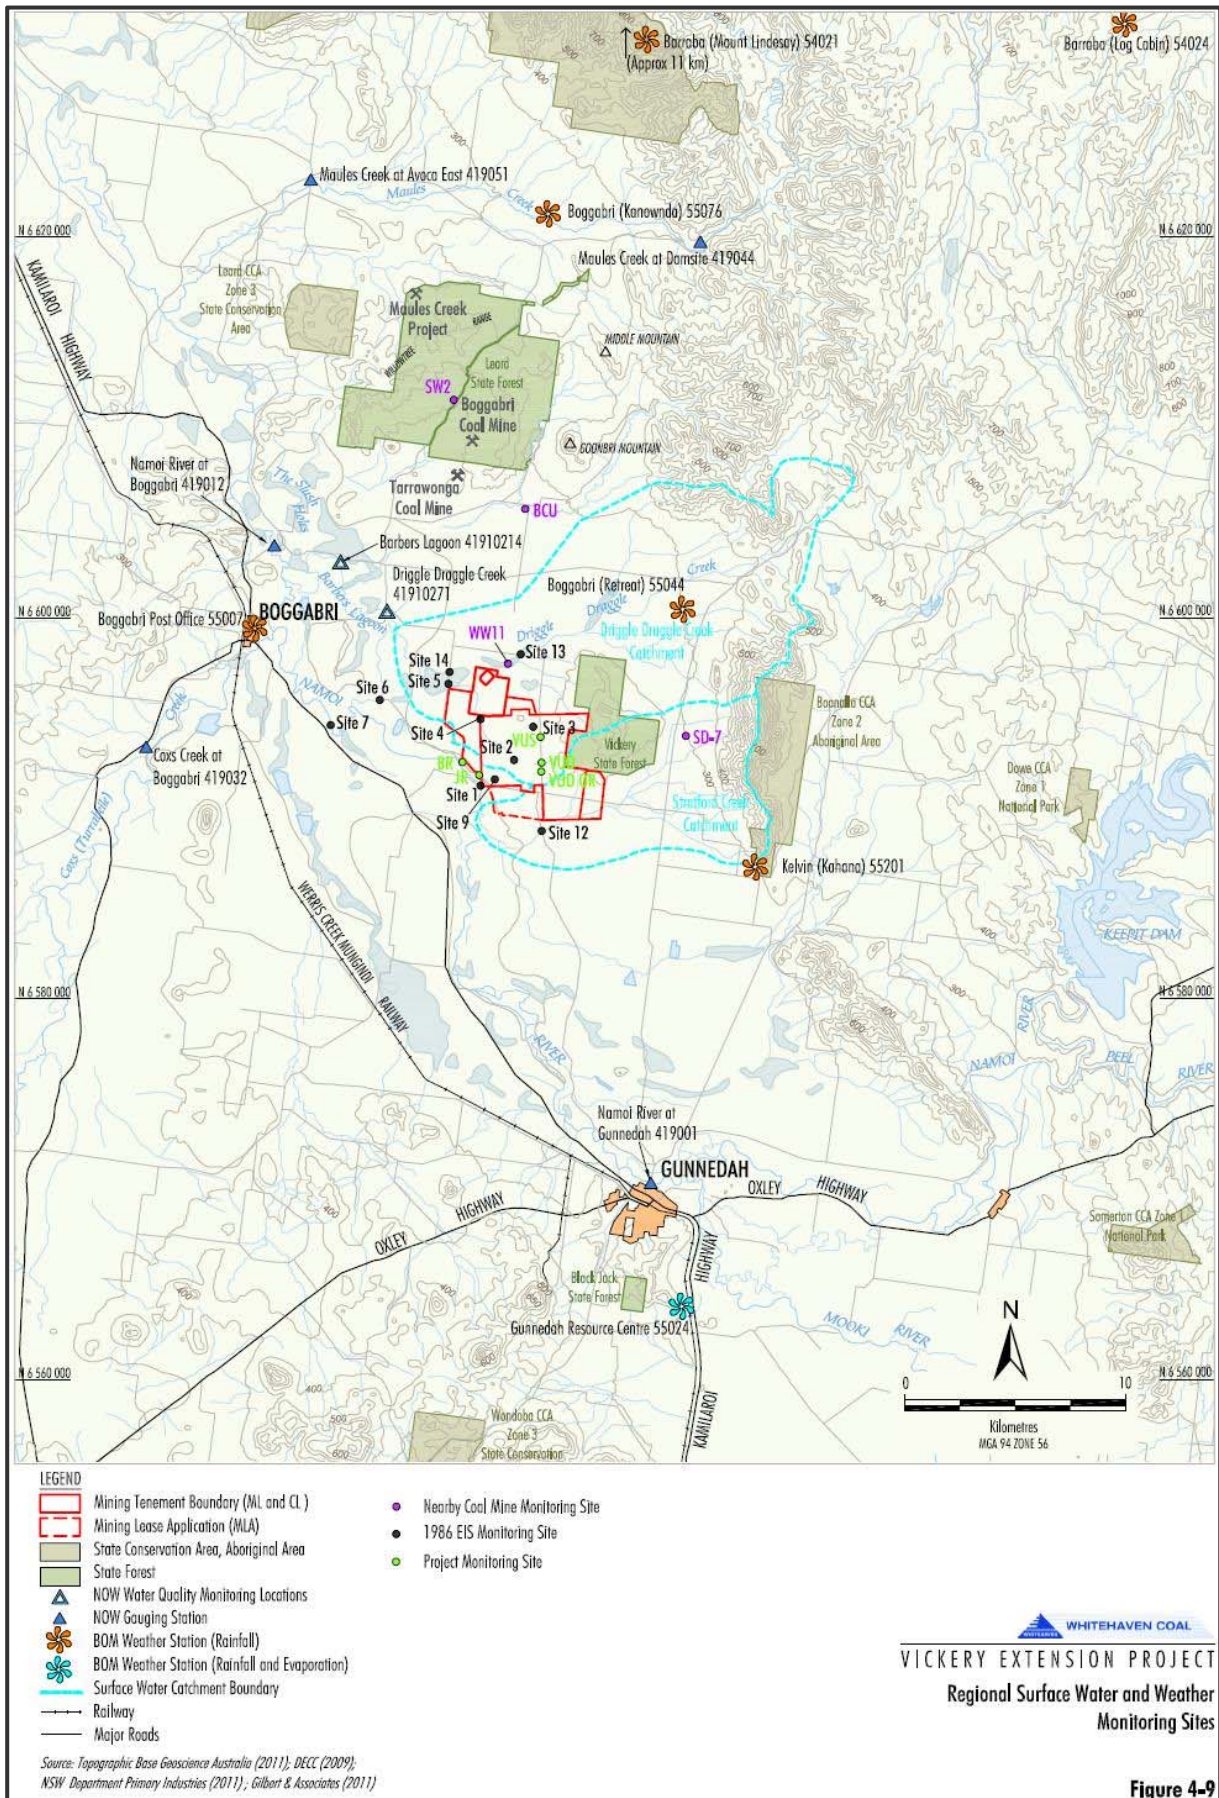 Barraba (Mount Lindesay) 54021
(Approx 11 km)
Barraba (Log Cabin) 54024
Maules Creek at Avoca East 419051
Maules
Creek
Boggabri (Kanownda) 55076
N 6 620 000
N 6 620 000
Maules Creek at Damsite 419044
KAMILAROI
HIGHWAY
Leard CCA
Zone 3
State Conservation
Area
Maules Creek
Project
WILLOWTREE
RANGE
MIDDLE MOUNTAIN
Leard
State Forest
SW2
Boggabri
Coal Mine
GOONBRI MOUNTAIN
Namoi River at
Boggabri 419012
The Slush
Holes
Tarrawonga
Coal Mine
BCU
Barbers Lagoon 41910214
Driggle Draggle Creek
41910271
Barbers Lagoon
Boggabri (Retreat) 55044
Creek
Draggle
Driggle
N 6 600 000
N 6 600 000
Boggabri Post Office 55007
BOGGABRI
WW11
Driggle Draggle Creek
Catchment
Site 13
Site 14
Site 5
Site 6
NAMOI
Site 7
Site 4
Site 3
VUS
Site 2
Vickery
State Forest
SD-7
Boonalla CCA
Zone 2
Aboriginal Area
Creek
Coxs Creek at
Boggabri 419032
BR
JR
VUD
VUD OR
Site 1
Site 9
Site 12
Stratford Creek
Catchment
Dowe CCA
Zone 1
National Park
Kelvin (Kahana) 55201
WERRIS CREEK MUNGINDI
RAILWAY
KEEPIT DAM
N 6 580 000
N 6 580 000
RIVER
RIVER
NAMOI
PEEL
RIVER
Namoi River at
Gunnedah 419001
GUNNEDAH
OXLEY
HIGHWAY
OXLEY
HIGHWAY
HIGHWAY
Somerton CCA Zone 1
National Park
Black Jack
State Forest
Gunnedah Resource Centre 55024
MOOKI
RIVER
N
N 6 560 000
N 6 560 000
0
10
Kilometres
MGA 94 ZONE 56
KAMILAROI
Wondoba CCA
Zone 3
State Conservation
LEGEND
Mining Tenement Boundary (ML and CL )
Mining Lease Application (MLA)
State Conservation Area, Aboriginal Area
State Forest
NOW Water Quality Monitoring Locations
NOW Gauging Station
BOM Weather Station (Rainfall)
BOM Weather Station (Rainfall and Evaporation)
Surface Water Catchment Boundary
Railway
Major Roads
Nearby Coal Mine Monitoring Site
1986 EIS Monitoring Site
Project Monitoring Site
Source: Topographic Base Geoscience Australia (2011); DECC (2009);
NSW Department Primary Industries (2011) ; Gilbert & Associates (2011)
WHITEHAVEN
WHITEHAVEN COAL
VICKERY EXTENSION PROJECT
Regional Surface Water and Weather
Monitoring Sites
Figure 4-9